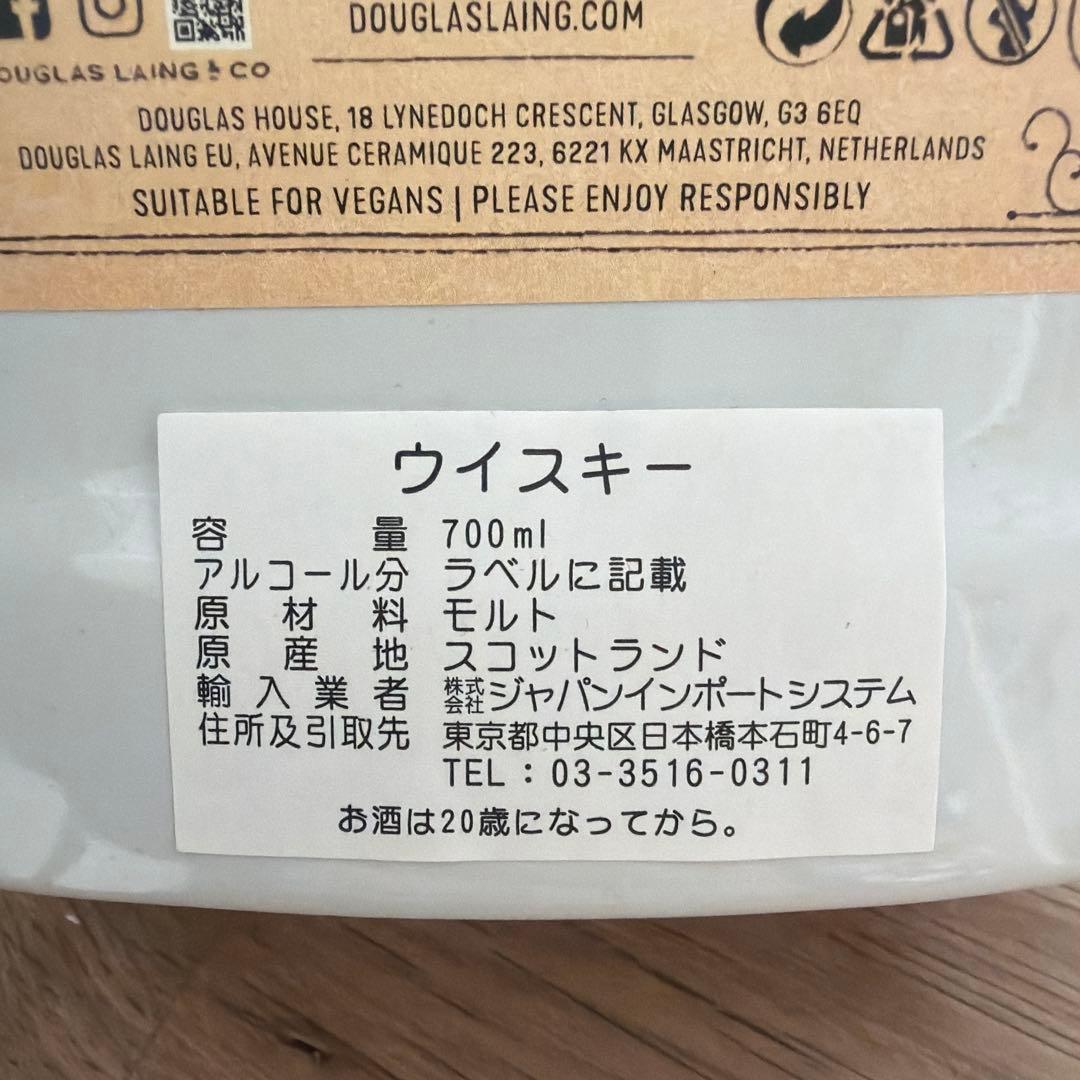 DOUGLASLAING.COM
DOUGLAS LAING & CO
DOUGLAS HOUSE, 18 LYNEDOCH CRESCENT, GLASGOW, G3 6EQ
DOUGLAS LAING EU, AVENUE CERAMIQUE 223, 6221 KX MAASTRICHT, NETHERLANDS
SUITABLE FOR VEGANS | PLEASE ENJOY RESPONSIBLY
ウイスキー
容量 700ml
アルコール分 ラベルに記載
原材料 モルト
原産地 スコットランド
輸入業者 株式会社ジャパンインポートシステム
住所及引取先 東京都中央区日本橋本石町4-6-7
TEL：03-3516-0311
お酒は20歳になってから。